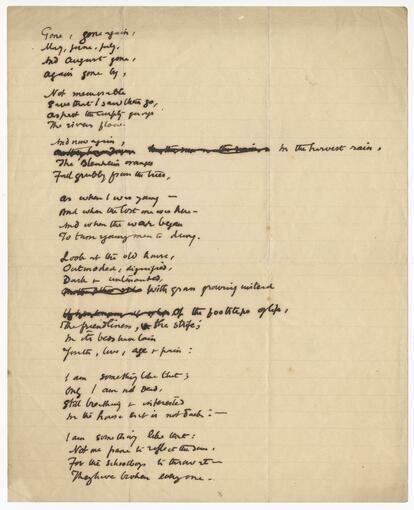 Gone, gone again,
May, June, July,
And August gone,
Again gone by,
Not memorable
Save that I saw them go,
As past the empty quays
The rivers flow.
And now again,
in the harvest rain,
The Blenheim oranges
Fall grubby from the trees,
As when I was young —
And when the lost one was here —
And when the war began
To turn young men to dung.
Look at the old house,
Outmoded, dignified,
Dark & untenanted,
With grass growing instead
Of the footsteps of life,
The friendliness, the strife;
In its beds have lain
Youth, love, age & pain:
I am something like that;
Only I am not dead,
Still breathing & interested
In the house that is not dark: —
I am something like that:
Not one pane to reflect the sun,
For the schoolboys to throw at —
They have broken every one.